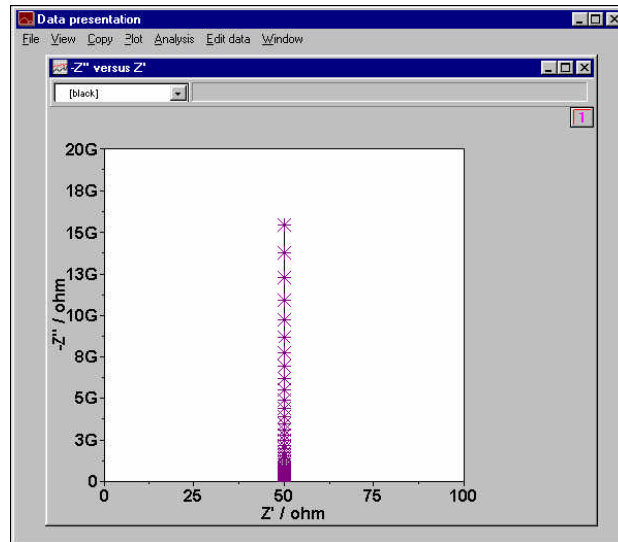 Data presentation
File View Copy Plot Analysis Edit data Window
-Z" versus Z'
[black]
1
20G
18G
15G
13G
10G
8G
5G
3G
0
-Z" / ohm
0 25 50 75 100
Z' / ohm